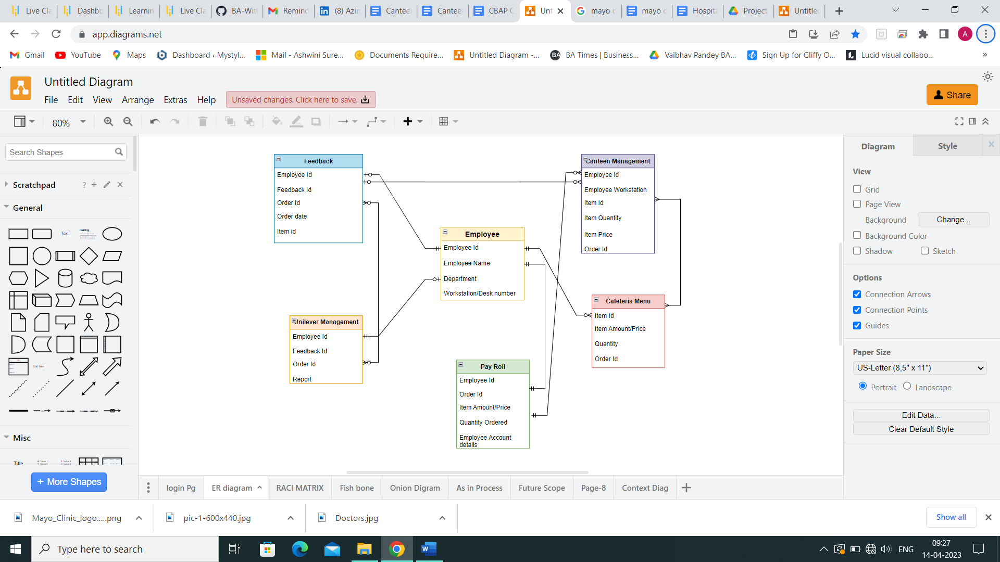 Live Cla
Dashbo
Learnin
Live Cla
BA-Wit
Remind
(8) Azin
Canteen
Canteen
CBAP C
Unt
mayo c
mayo c
Hospita
Project
Untitled
app.diagrams.net
A
Gmail
YouTube
Maps
Dashboard ‹ Mystyl...
Mail - Ashwini Sure...
Documents Require...
Untitled Diagram -...
BA Times | Business...
Vaibhav Pandey BA...
Sign Up for Gliffy O...
Lucid visual collabo...
»
Untitled Diagram
File Edit View Arrange Extras Help
Unsaved changes. Click here to save.
Share
80%
Search Shapes
Scratchpad
?
General
Text
Heading
List Item
Misc
Title
+ More Shapes
Feedback
Employee Id
Feedback Id
Order Id
Order date
Item id
Canteen Management
Employee id
Employee Workstation
Item Id
Item Quantity
Item Price
Order Id
Employee
Employee Id
Employee Name
Department
Workstation/Desk number
Unilever Management
Employee Id
Feedback Id
Order Id
Report
Cafeteria Menu
Item Id
Item Amount/Price
Quantity
Order Id
Pay Roll
Employee Id
Order Id
Item Amount/Price
Quantity Ordered
Employee Account
details
Diagram
Style
View
Grid
Page View
Background
Change...
Background Color
Shadow
Sketch
Options
Connection Arrows
Connection Points
Guides
Paper Size
US-Letter (8,5" x 11")
Portrait
Landscape
Edit Data...
Clear Default Style
login Pg
ER diagram
RACI MATRIX
Fish bone
Onion Digram
As in Process
Future Scope
Page-8
Context Diag
Mayo_Clinic_logo.....png
pic-1-600x440.jpg
Doctors.jpg
Show all
Type here to search
ENG
09:27
14-04-2023